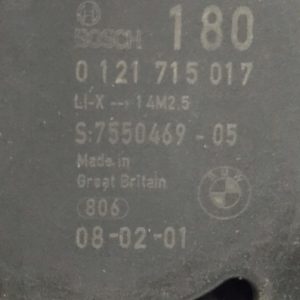 BOSCH 180
0 121 715 017
LI-X --> 14M2.5
S:7550469-05
Made in
Great Britain
806
BMW
08-02-01